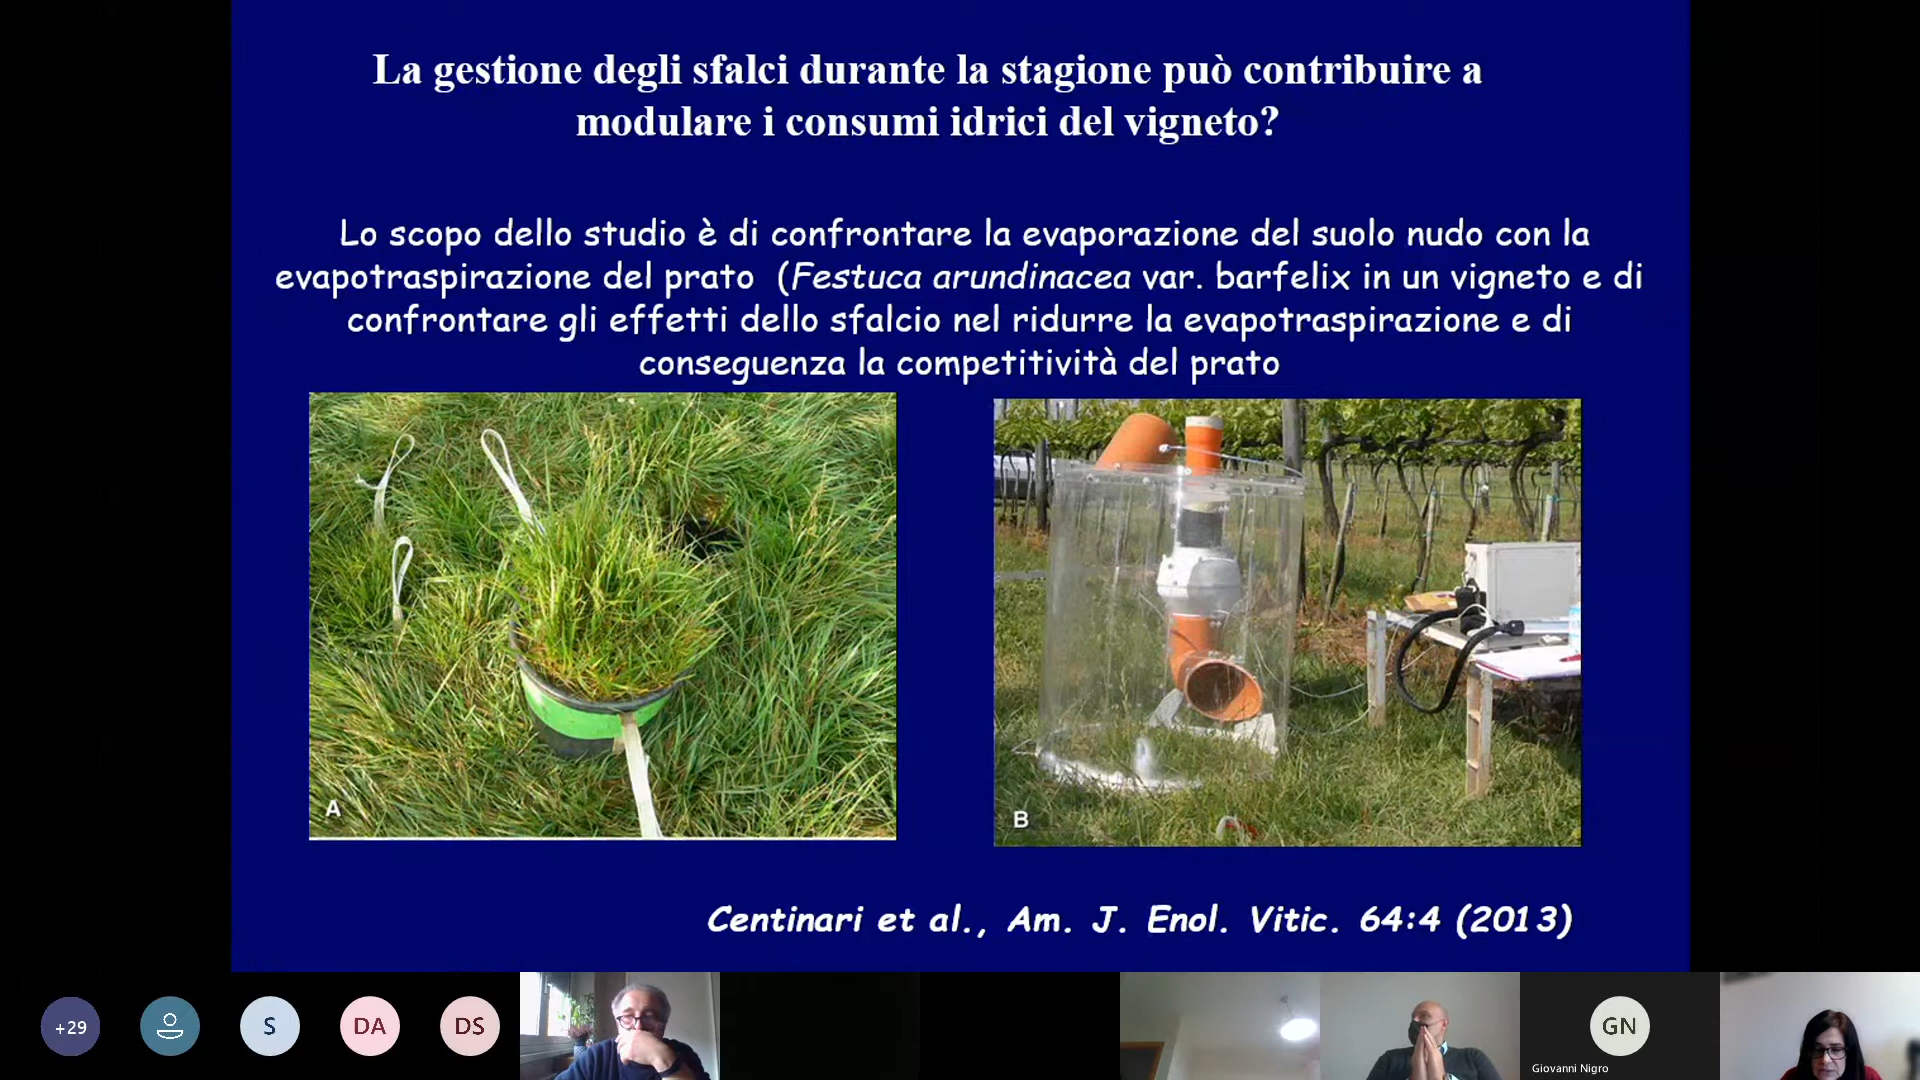 La gestione degli sfalci durante la stagione può contribuire a
modulare i consumi idrici del vigneto?
Lo scopo dello studio è di confrontare la evaporazione del suolo nudo con la
evapotraspirazione del prato (Festuca arundinacea var. barfelix in un vigneto e di
confrontare gli effetti dello sfalcio nel ridurre la evapotraspirazione e di
conseguenza la competitività del prato
A
B
Centinari et al., Am. J. Enol. Vitic. 64:4 (2013)
+29
S
DA
DS
GN
Giovanni Nigro